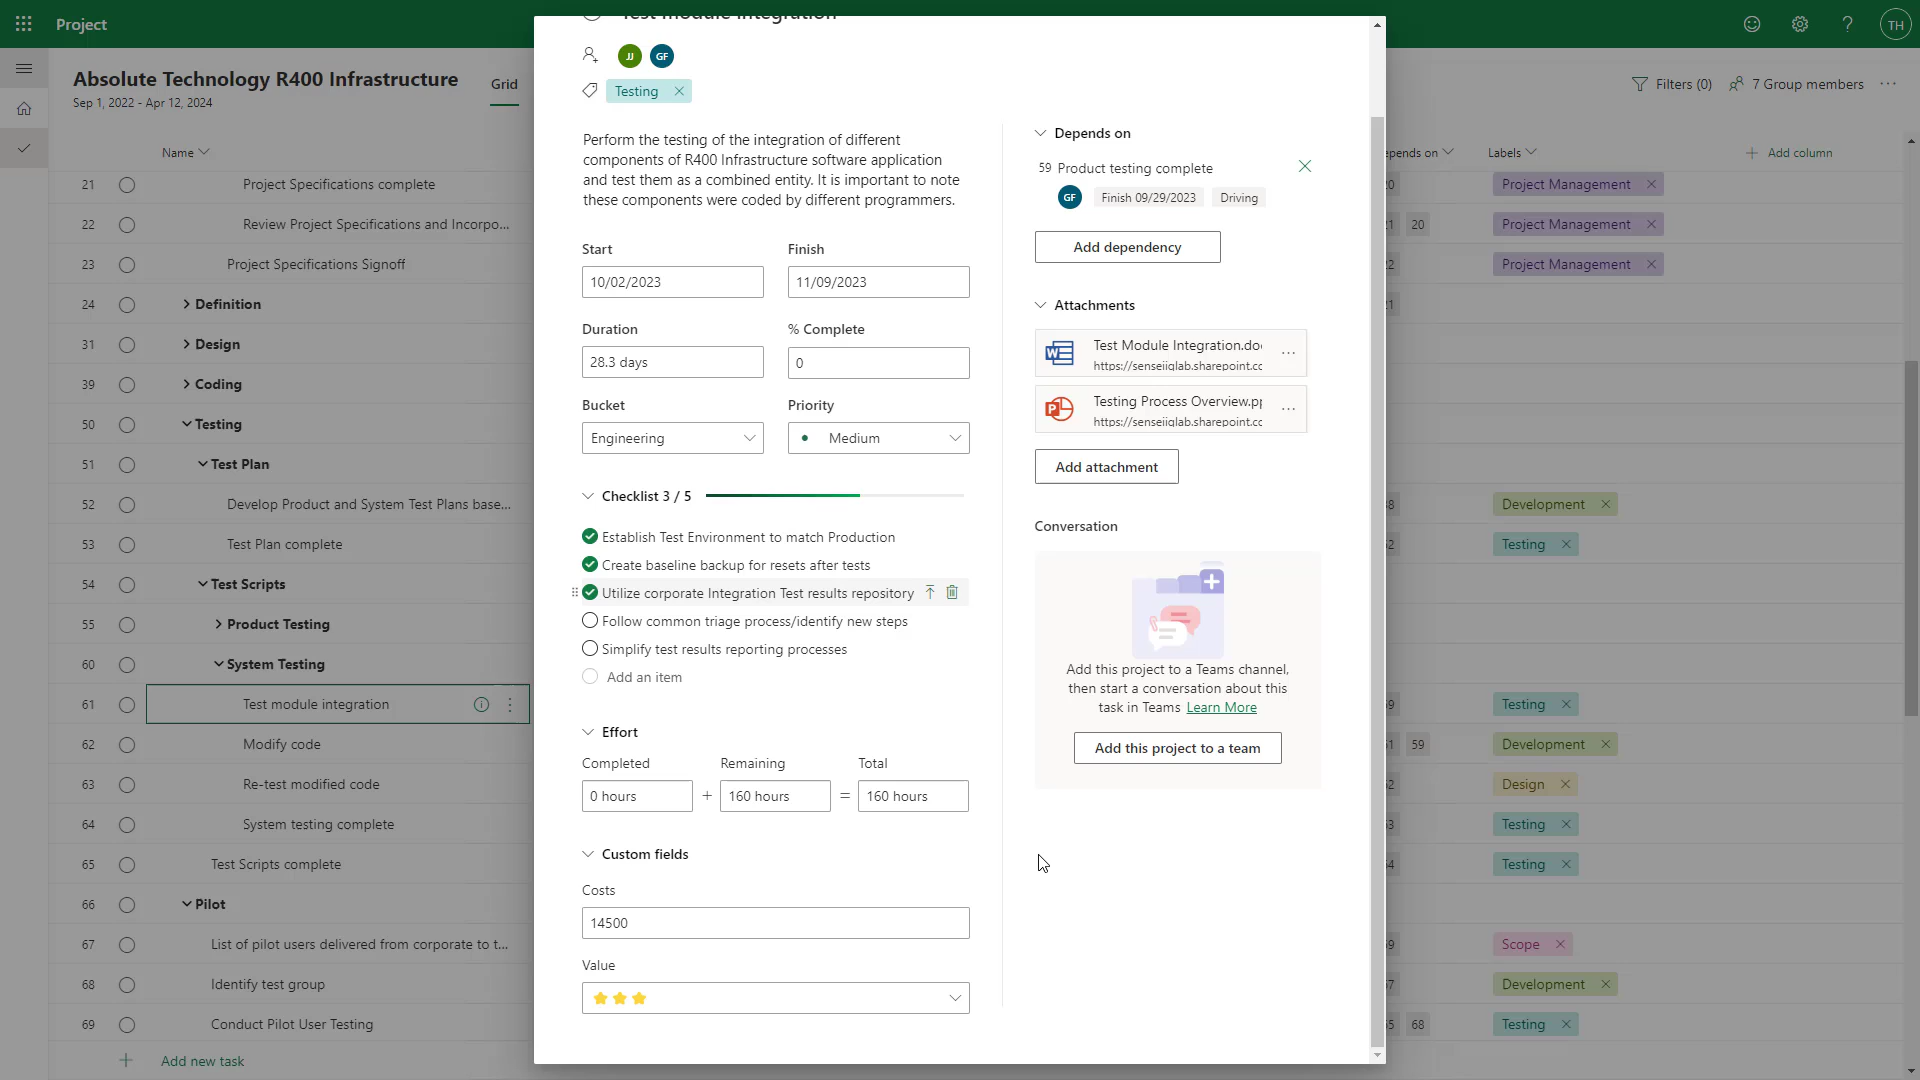 Project
TH
Absolute Technology R400 Infrastructure
Sep 1, 2022 - Apr 12, 2024
Grid
Filters (0)
7 Group members
Name
Depends on
Labels
Add column
21 Project Specifications complete
Project Management
22 Review Project Specifications and Incorpo...
20
Project Management
23 Project Specifications Signoff
Project Management
24 Definition
31 Design
39 Coding
50 Testing
51 Test Plan
52 Develop Product and System Test Plans base...
Development
53 Test Plan complete
Testing
54 Test Scripts
55 Product Testing
60 System Testing
61 Test module integration
Testing
62 Modify code
59
Development
63 Re-test modified code
Design
64 System testing complete
Testing
65 Test Scripts complete
Testing
66 Pilot
67 List of pilot users delivered from corporate to t...
Scope
68 Identify test group
Development
69 Conduct Pilot User Testing
68
Testing
Add new task
Test module integration
JJ GF
Testing
Perform the testing of the integration of different
components of R400 Infrastructure software application
and test them as a combined entity. It is important to note
these components were coded by different programmers.
Start Finish
10/02/2023 11/09/2023
Duration % Complete
28.3 days 0
Bucket Priority
Engineering Medium
Checklist 3 / 5
Establish Test Environment to match Production
Create baseline backup for resets after tests
Utilize corporate Integration Test results repository
Follow common triage process/identify new steps
Simplify test results reporting processes
Add an item
Effort
Completed Remaining Total
0 hours + 160 hours = 160 hours
Custom fields
Costs
14500
Value
Depends on
59 Product testing complete
GF Finish 09/29/2023 Driving
Add dependency
Attachments
Test Module Integration.doc
https://senseiiqlab.sharepoint.cc
Testing Process Overview.pp
https://senseiiqlab.sharepoint.cc
Add attachment
Conversation
Add this project to a Teams channel,
then start a conversation about this
task in Teams Learn More
Add this project to a team